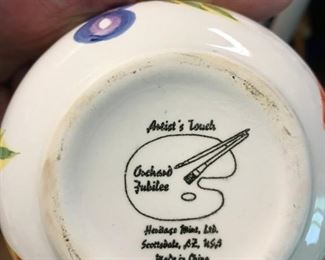 Artist's Touch
Orchard
Jubilee
Heritage Mint, Ltd.
Scottsdale, AZ, USA
Made in China